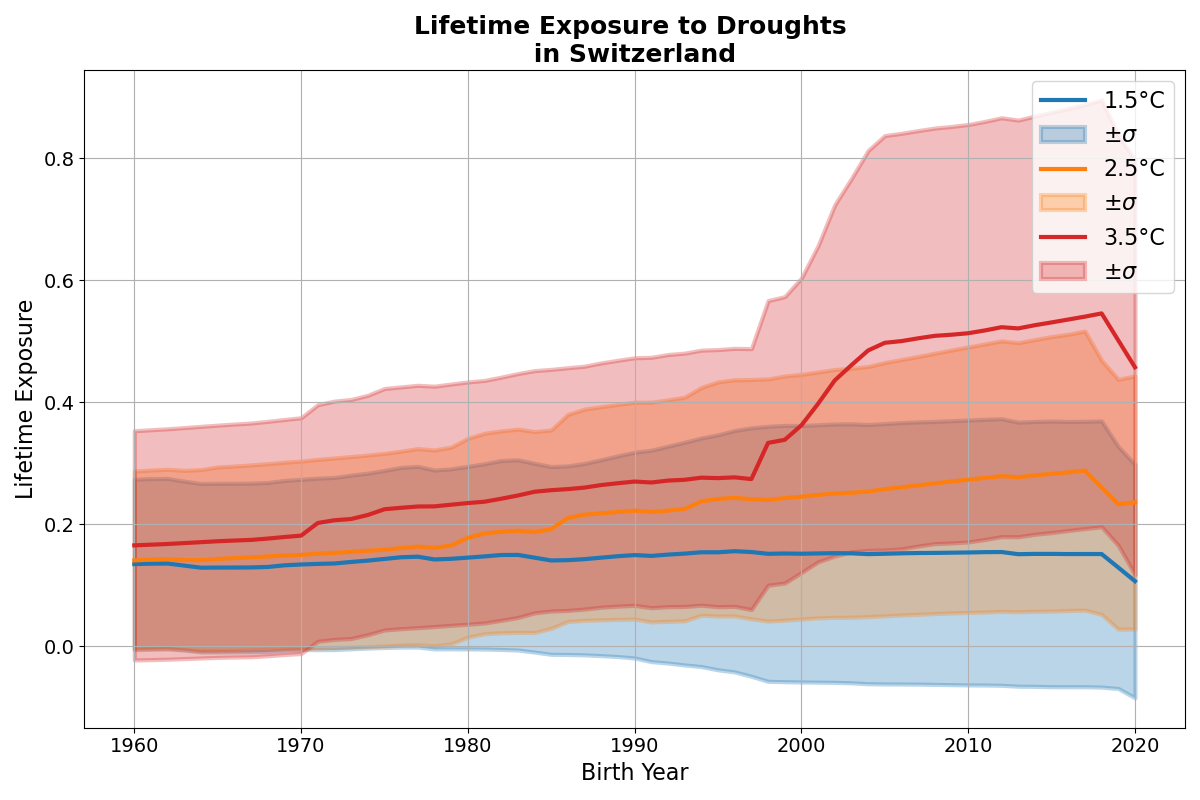 Lifetime Exposure to Droughts
in Switzerland
1.5°C
±σ
2.5°C
±σ
3.5°C
±σ
0.8
0.6
0.4
0.2
0.0
Lifetime Exposure
1960 1970 1980 1990 2000 2010 2020
Birth Year